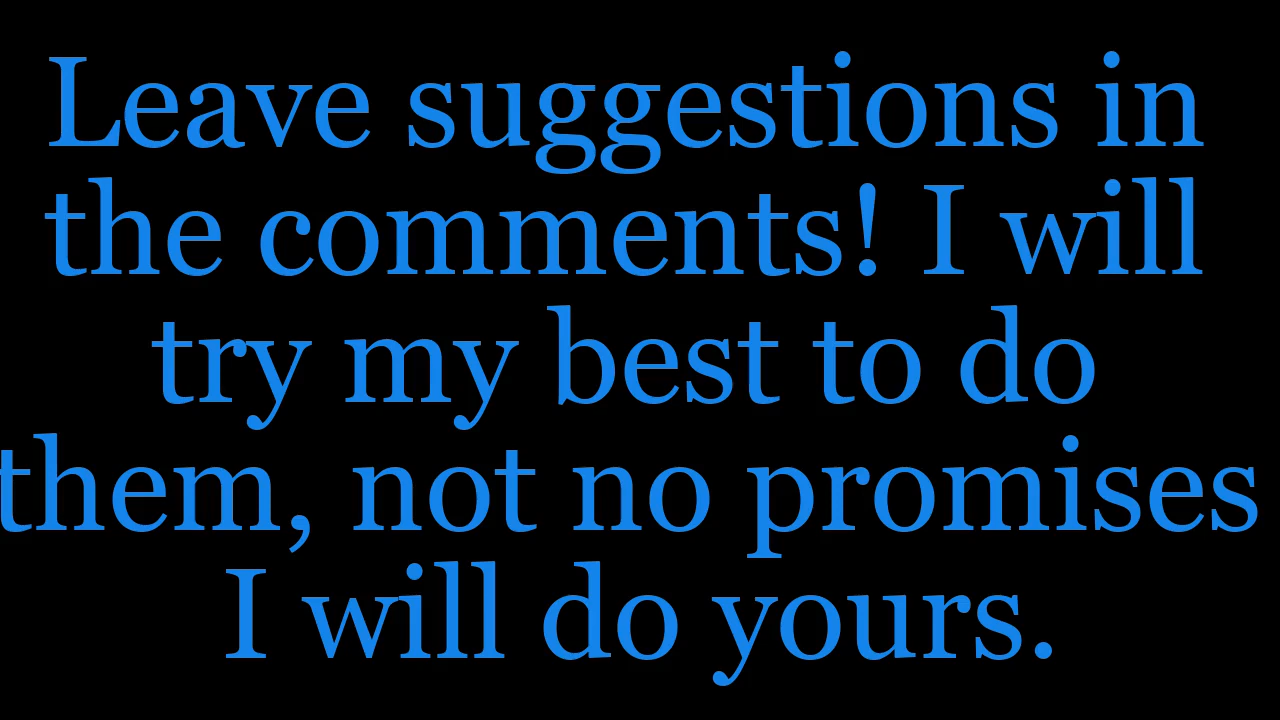 Leave suggestions in
the comments! I will
try my best to do
them, not no promises
I will do yours.